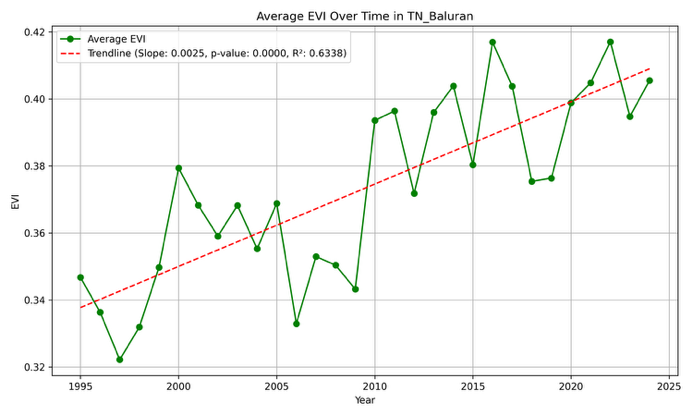 Average EVI Over Time in TN_Baluran
Average EVI
Trendline (Slope: 0.0025, p-value: 0.0000, R²: 0.6338)
0.42
0.40
0.38
0.36
0.34
0.32
EVI
1995 2000 2005 2010 2015 2020 2025
Year